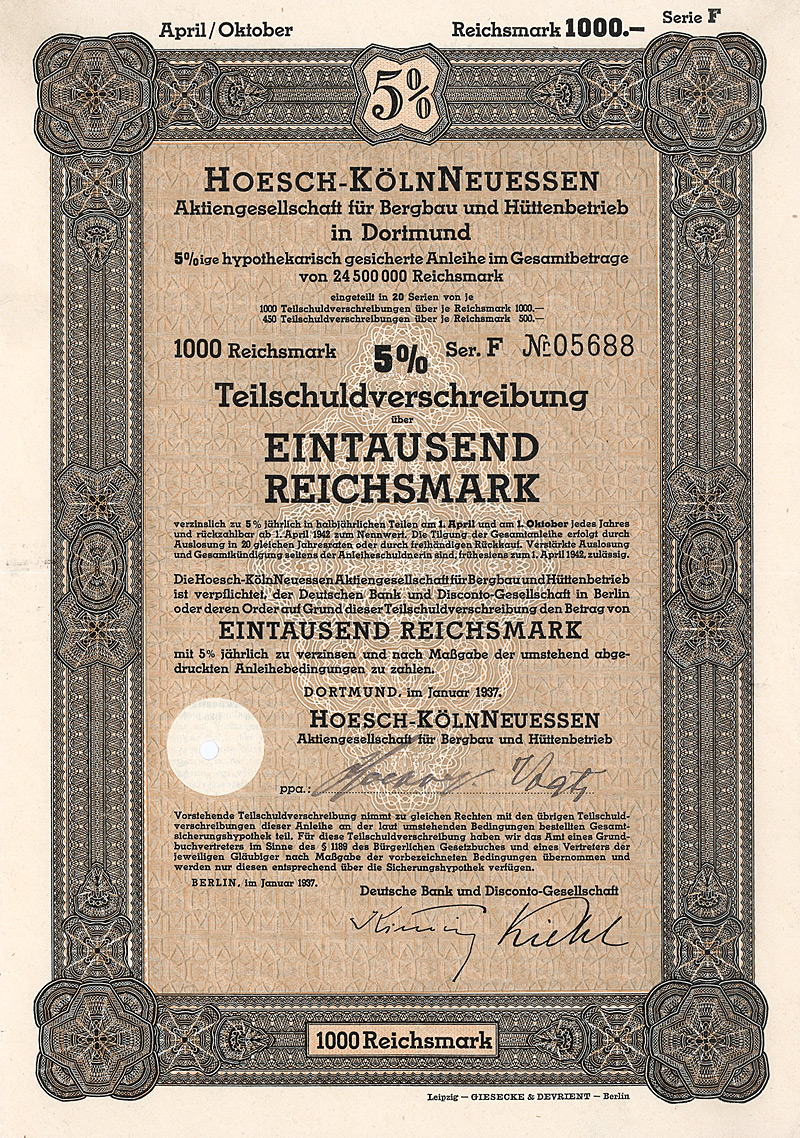 April/Oktober
Reichsmark 1000.—
Serie F
5%
HOESCH-KÖLNNEUESSEN
Aktiengesellschaft für Bergbau und Hüttenbetrieb
in Dortmund
5%ige hypothekarisch gesicherte Anleihe im Gesamtbetrage
von 24 500 000 Reichsmark
eingeteilt in 20 Serien von je
1000 Teilschuldverschreibungen über je Reichsmark 1000.—
450 Teilschuldverschreibungen über je Reichsmark 500.—
1000 Reichsmark 5% Ser. F № 05688
Teilschuldverschreibung
über
EINTAUSEND
REICHSMARK
verzinslich zu 5% jährlich in halbjährlichen Teilen am 1. April und am 1. Oktober jedes Jahres
und rückzahlbar ab 1. April 1942 zum Nennwert. Die Tilgung der Gesamtanleihe erfolgt durch
Auslosung in 20 gleichen Jahresraten oder durch freihändigen Rückkauf. Verstärkte Auslosung
und Gesamtkündigung seitens der Anleiheschuldnerin sind, frühestens zum 1. April 1942, zulässig.
Die Hoesch-KölnNeuessen Aktiengesellschaft für Bergbau und Hüttenbetrieb
ist verpflichtet, der Deutschen Bank und Disconto-Gesellschaft in Berlin
oder deren Order auf Grund dieser Teilschuldverschreibung den Betrag von
EINTAUSEND REICHSMARK
mit 5% jährlich zu verzinsen und nach Maßgabe der umstehend abge-
druckten Anleihebedingungen zu zahlen.
DORTMUND, im Januar 1937.
HOESCH-KÖLNNEUESSEN
Aktiengesellschaft für Bergbau und Hüttenbetrieb
ppa.:
Vorstehende Teilschuldverschreibung nimmt zu gleichen Rechten mit den übrigen Teilschuld-
verschreibungen dieser Anleihe an der laut umstehenden Bedingungen bestellten Gesamt-
sicherungshypothek teil. Für diese Teilschuldverschreibung haben wir das Amt eines Grund-
buchvertreters im Sinne des § 1189 des Bürgerlichen Gesetzbuches und eines Vertreters der
jeweiligen Gläubiger nach Maßgabe der vorbezeichneten Bedingungen übernommen und
werden nur diesen entsprechend über die Sicherungshypothek verfügen.
BERLIN, im Januar 1937.
Deutsche Bank und Disconto-Gesellschaft
1000 Reichsmark
Leipzig — GIESECKE & DEVRIENT — Berlin